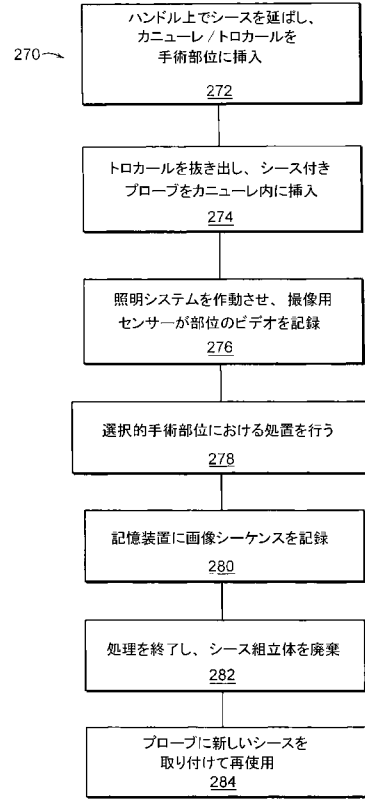 270
ハンドル上でシースを延ばし、
カニューレ/トロカールを
手術部位に挿入
272
トロカールを抜き出し、シース付き
プローブをカニューレ内に挿入
274
照明システムを作動させ、撮像用
センサーが部位のビデオを記録
276
選択的手術部位における処置を行う
278
記憶装置に画像シーケンスを記録
280
処理を終了し、シース組立体を廃棄
282
プローブに新しいシースを
取り付けて再使用
284